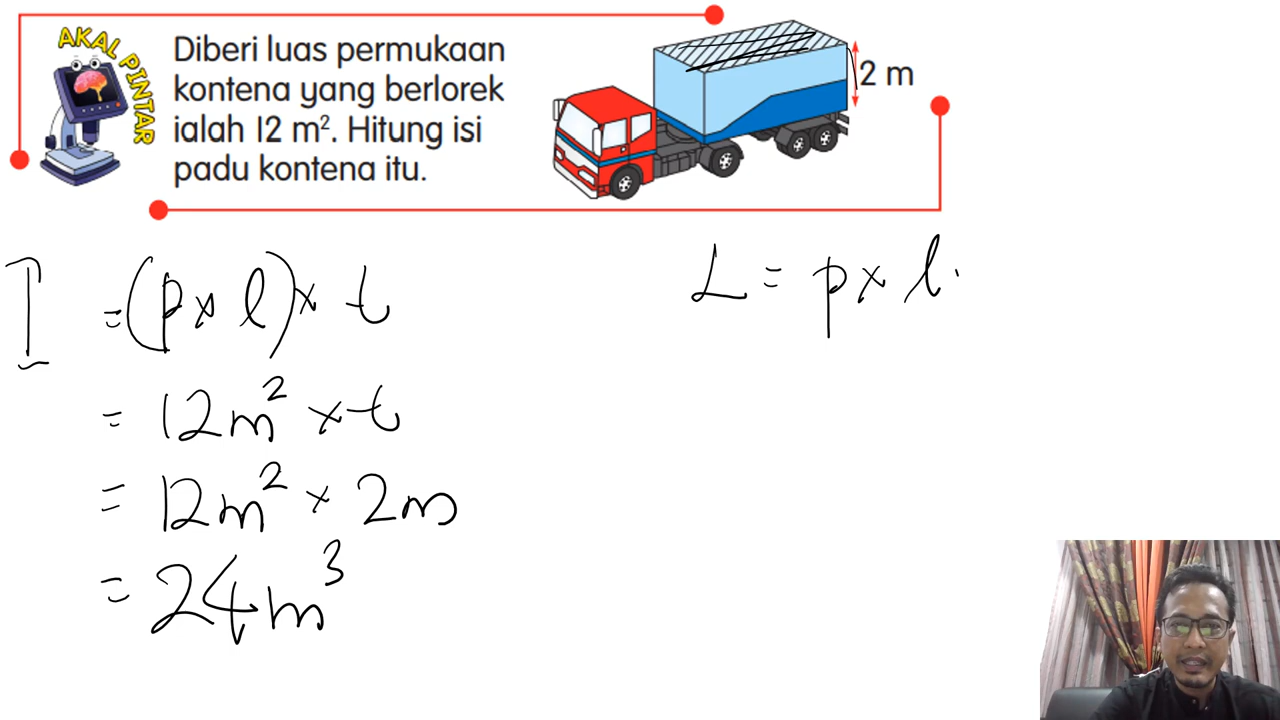 AKAL PINTAR
Diberi luas permukaan
kontena yang berlorek
ialah 12 m². Hitung isi
padu kontena itu.
2 m
I = (p x l) x t
= 12m² x t
= 12m² x 2m
= 24m³
L = p x l.